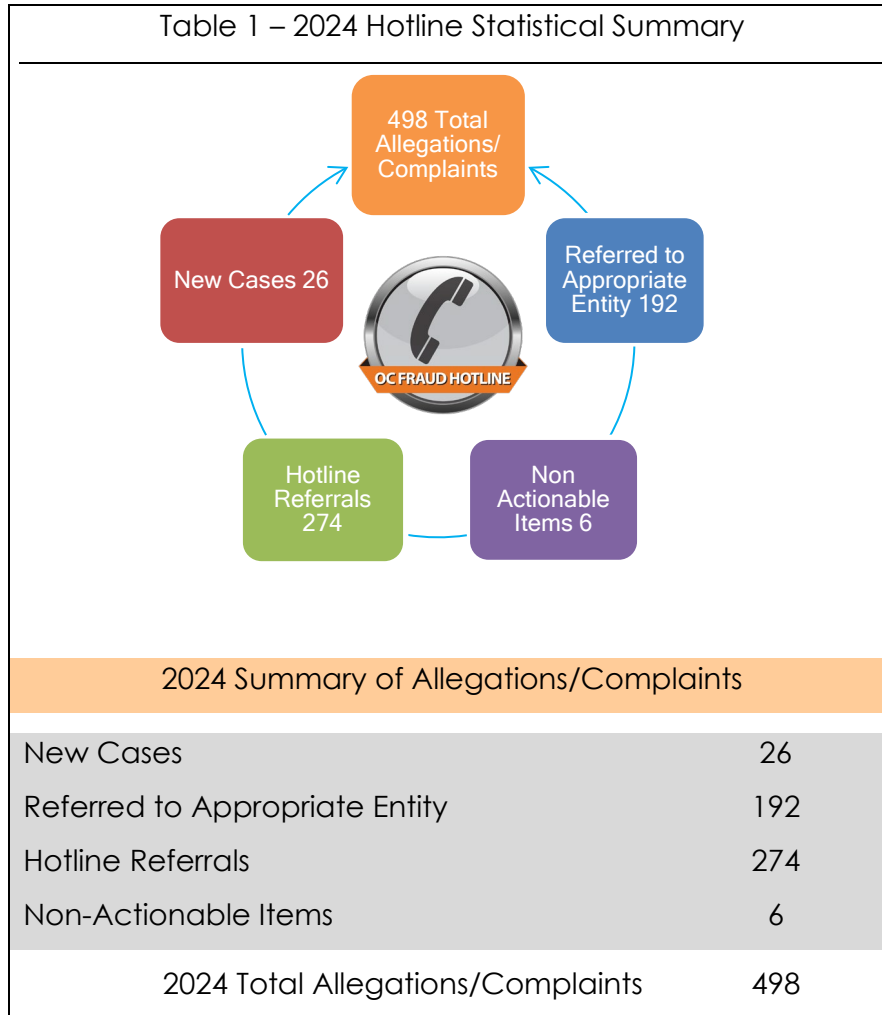 Table 1 – 2024 Hotline Statistical Summary
498 Total
Allegations/
Complaints
New Cases 26
Referred to
Appropriate
Entity 192
OC FRAUD HOTLINE
Hotline
Referrals
274
Non
Actionable
Items 6
2024 Summary of Allegations/Complaints
New Cases 26
Referred to Appropriate Entity 192
Hotline Referrals 274
Non-Actionable Items 6
2024 Total Allegations/Complaints 498